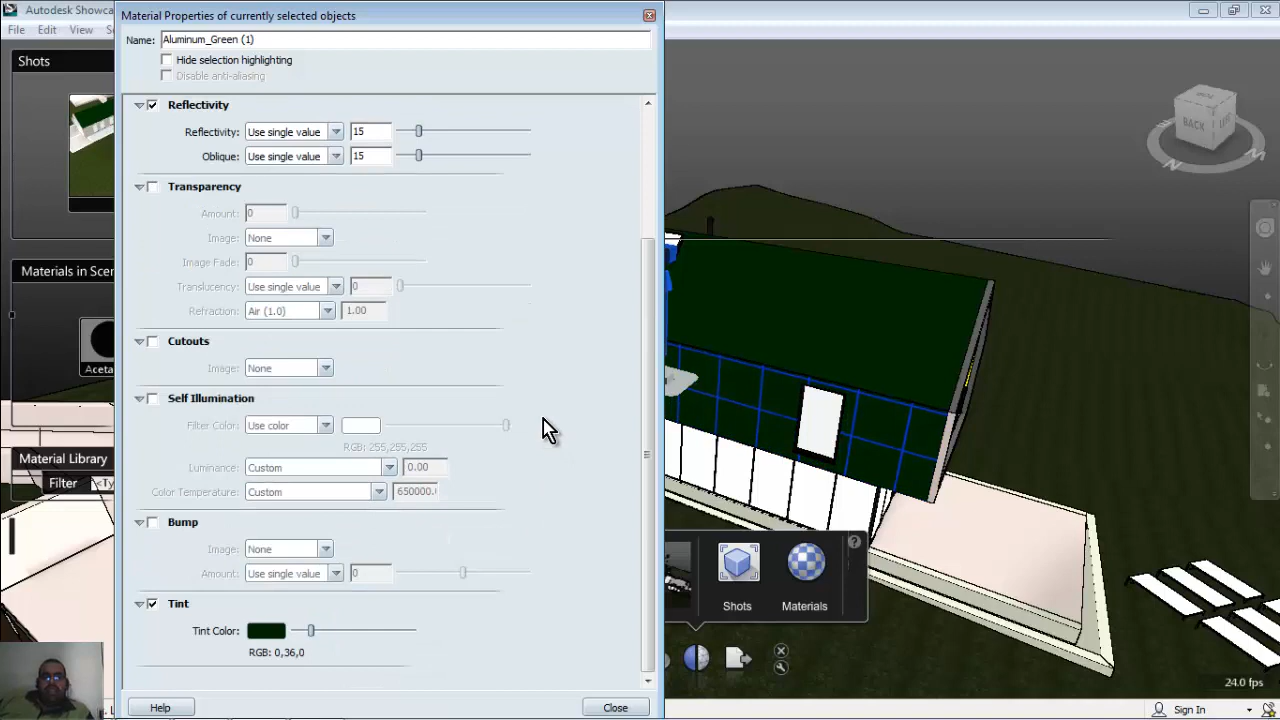 Autodesk Showca
Material Properties of currently selected objects
File Edit View S
Name: Aluminum_Green (1)
Hide selection highlighting
Disable anti-aliasing
Shots
Reflectivity
Reflectivity: Use single value 15
Oblique: Use single value 15
Transparency
Amount: 0
Image: None
Image Fade: 0
Translucency: Use single value 0
Refraction: Air (1.0) 1.00
Materials in Scen
Aceta
Cutouts
Image: None
Self Illumination
Filter Color: Use color
RGB: 255,255,255
Luminance: Custom 0.00
Color Temperature: Custom 650000.
Material Library
Filter <Ty
Bump
Image: None
Amount: Use single value 0
Tint
Tint Color:
RGB: 0,36,0
Help Close
BACK
Shots Materials
?
24.0 fps
Sign In